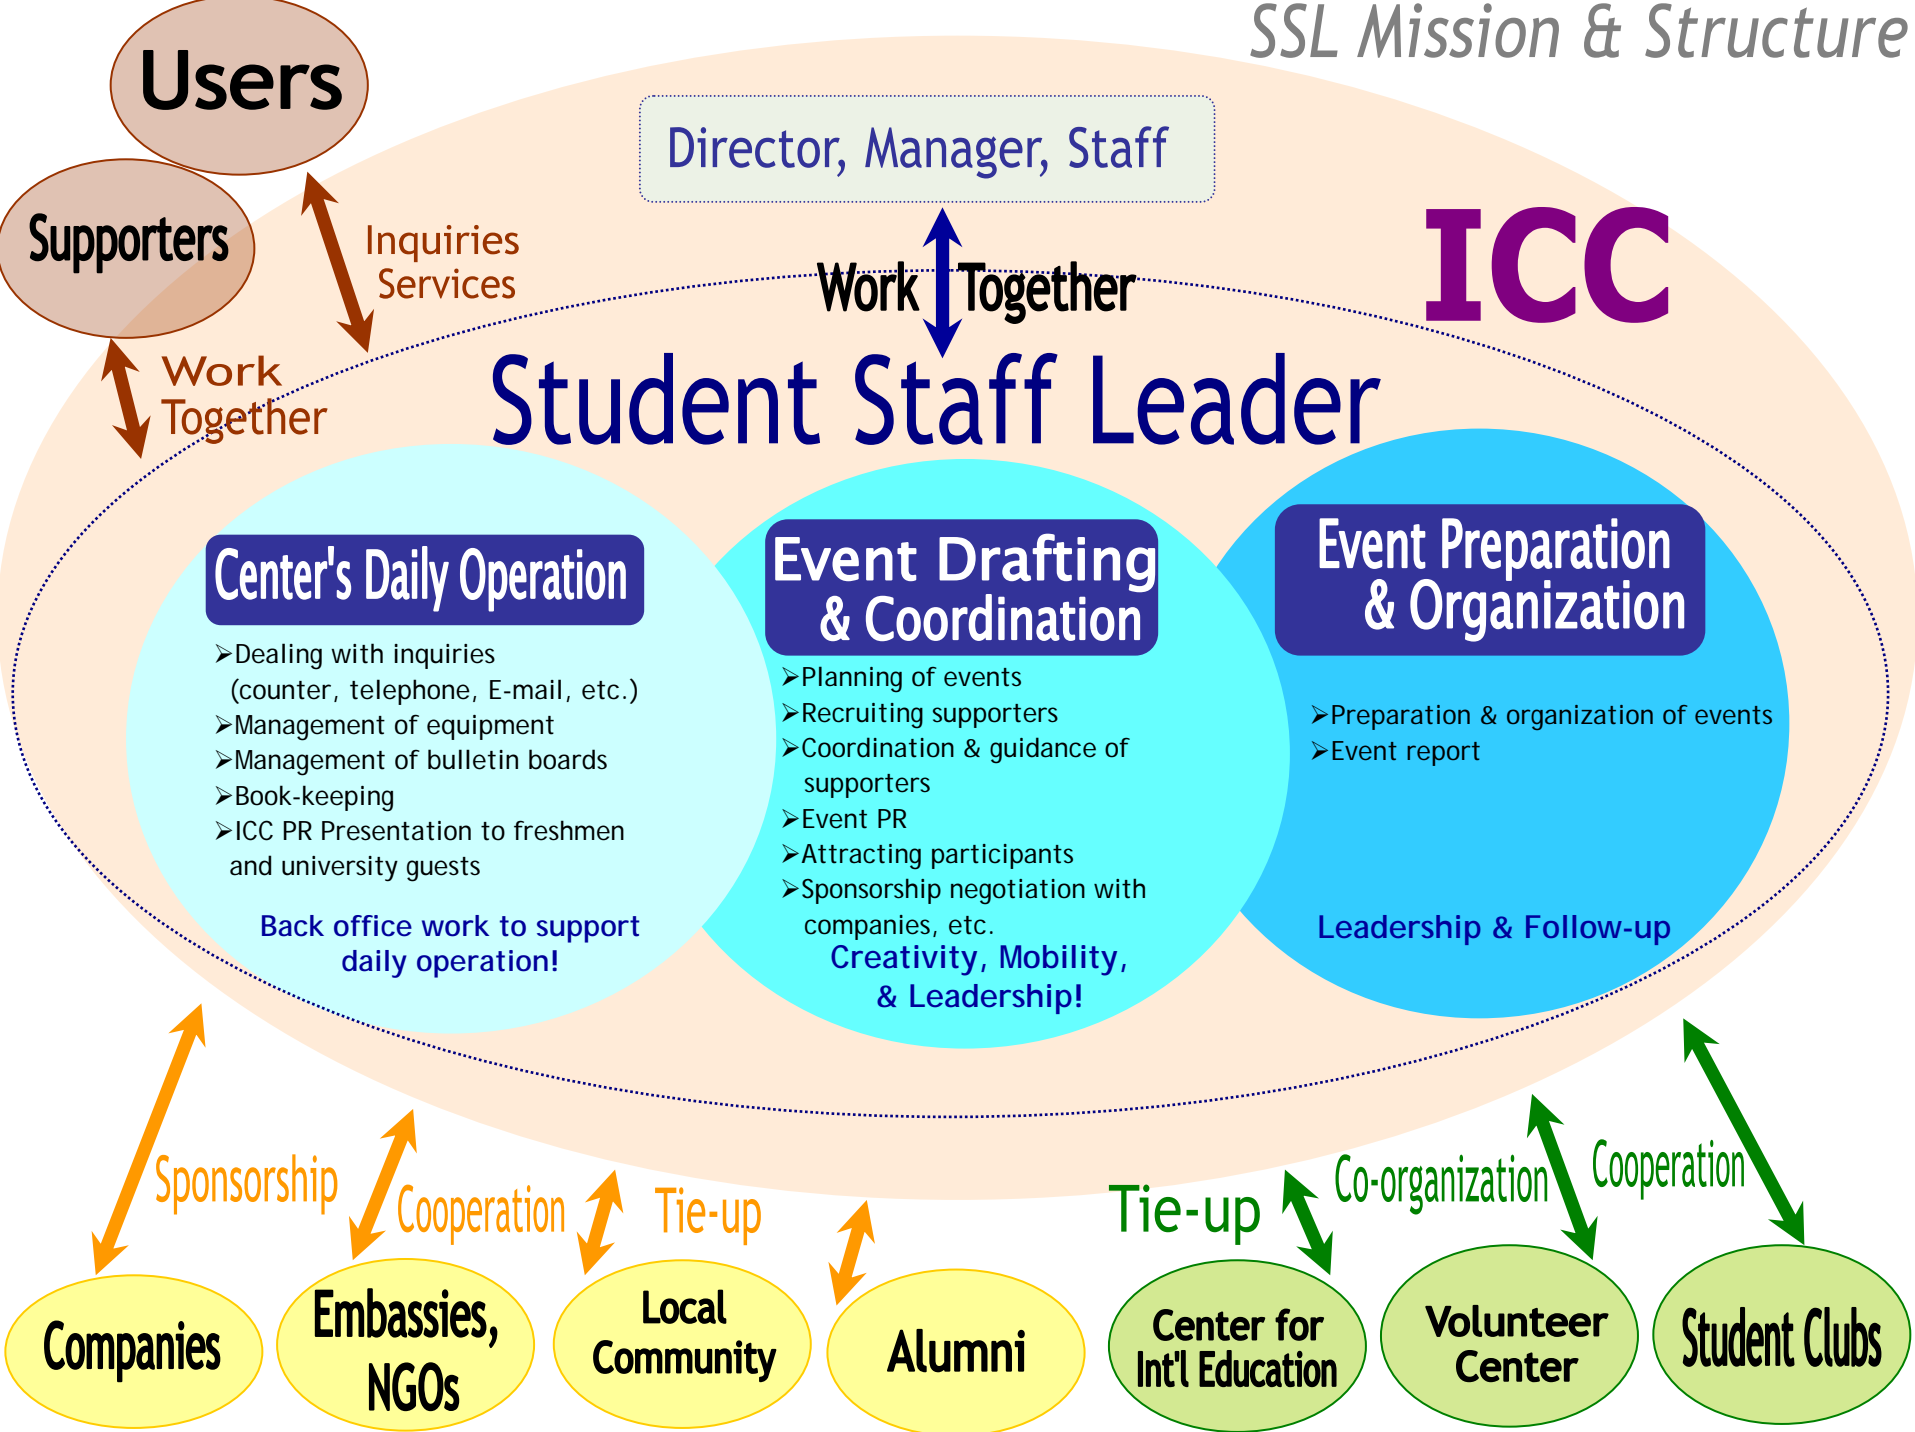 SSL Mission & Structure
Users
Supporters
Director, Manager, Staff
Inquiries
Services
ICC
Work Together
Work
Together
Student Staff Leader
Center's Daily Operation
➢Dealing with inquiries
(counter, telephone, E-mail, etc.)
➢Management of equipment
➢Management of bulletin boards
➢Book-keeping
➢ICC PR Presentation to freshmen
and university guests
Back office work to support
daily operation!
Event Drafting
& Coordination
➢Planning of events
➢Recruiting supporters
➢Coordination & guidance of
supporters
➢Event PR
➢Attracting participants
➢Sponsorship negotiation with
companies, etc.
Creativity, Mobility,
& Leadership!
Event Preparation
& Organization
➢Preparation & organization of events
➢Event report
Leadership & Follow-up
Sponsorship
Cooperation
Tie-up
Tie-up
Co-organization
Cooperation
Companies
Embassies,
NGOs
Local
Community
Alumni
Center for
Int'l Education
Volunteer
Center
Student Clubs